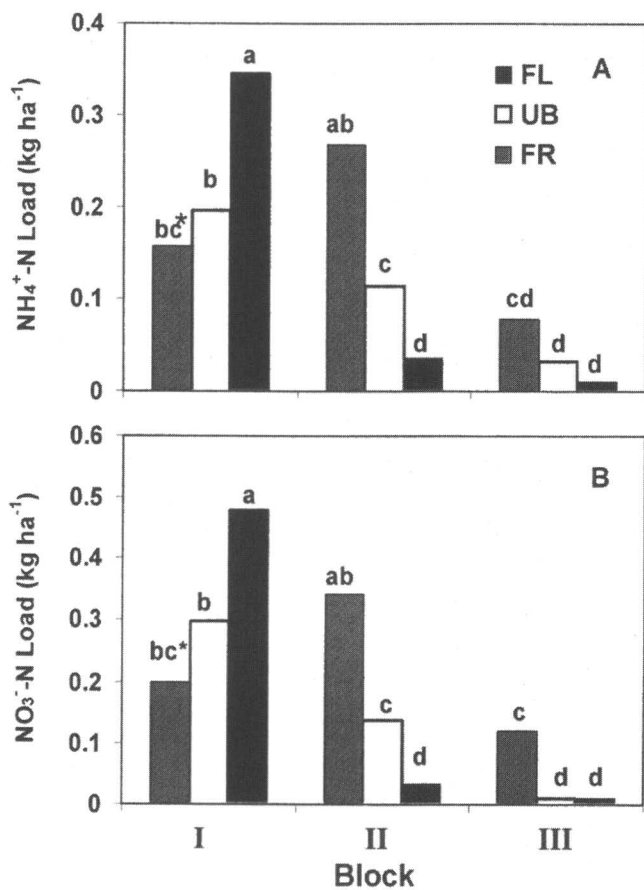 0.4
a
A
FL
0.3
ab
UB
FR
b
0.2
bc*
c
0.1
cd
d
d
d
0
NH₄⁺-N Load (kg ha⁻¹)
0.6
B
0.5
a
0.4
ab
b
0.3
bc*
0.2
c
c
0.1
d
d
d
0
NO₃⁻-N Load (kg ha⁻¹)
I
II
III
Block